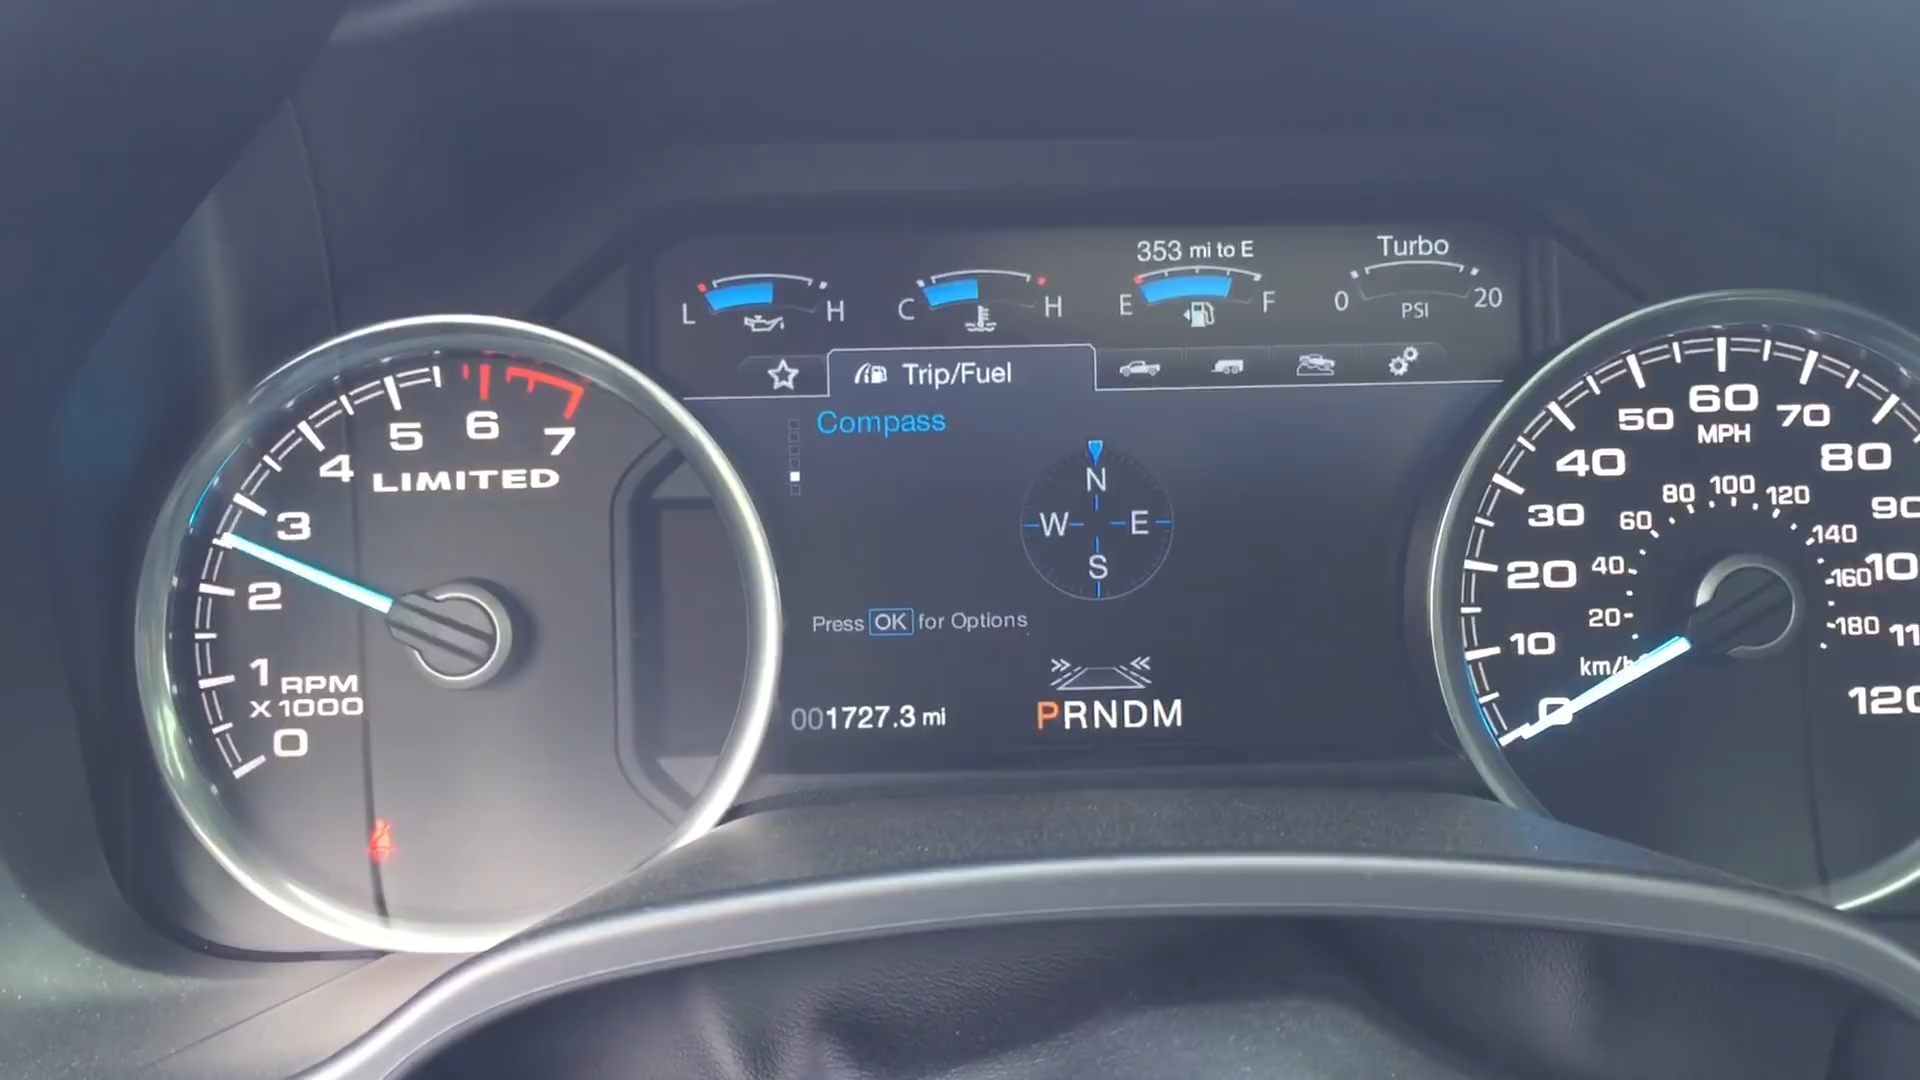 353 mi to E
Turbo
L H
C H
E F
0 20
PSI
Trip/Fuel
Compass
N
W E
S
Press OK for Options
001727.3 mi
PRNDM
0
1
2
3
4
5
6
7
LIMITED
RPM
X1000
0
10
20
30
40
50
60
70
80
MPH
20
40
60
80
100
120
140
160
180
km/h
120